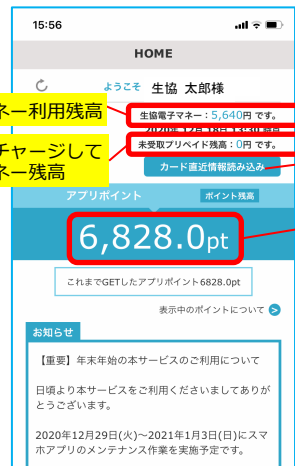 15:56
HOME
ようこそ 生協 太郎様
ネー利用残高
生協電子マネー：5,640円 です。
2020年12月18日 13:30 時点
チャージして
ネー残高
未受取プリペイド残高：0円 です。
カード直近情報読み込み
アプリポイント
ポイント残高
6,828.0pt
これまでGETしたアプリポイント6828.0pt
表示中のポイントについて
お知らせ
【重要】年末年始の本サービスのご利用について
日頃より本サービスをご利用くださいましてありが
とうございます。
2020年12月29日(火)～2021年1月3日(日)にスマ
ホアプリのメンテナンス作業を実施予定です。